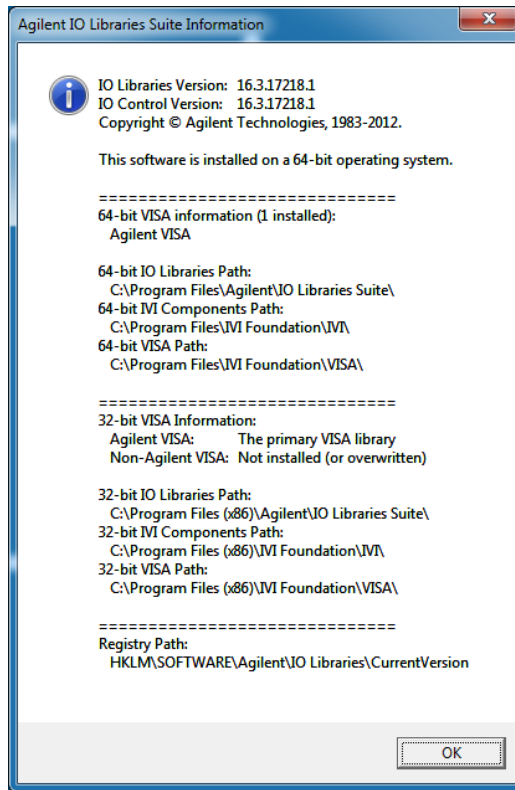 Agilent IO Libraries Suite Information
IO Libraries Version: 16.3.17218.1
IO Control Version: 16.3.17218.1
Copyright © Agilent Technologies, 1983-2012.
This software is installed on a 64-bit operating system.
==============================
64-bit VISA information (1 installed):
Agilent VISA
64-bit IO Libraries Path:
C:\Program Files\Agilent\IO Libraries Suite\
64-bit IVI Components Path:
C:\Program Files\IVI Foundation\IVI\
64-bit VISA Path:
C:\Program Files\IVI Foundation\VISA\
==============================
32-bit VISA Information:
Agilent VISA: The primary VISA library
Non-Agilent VISA: Not installed (or overwritten)
32-bit IO Libraries Path:
C:\Program Files (x86)\Agilent\IO Libraries Suite\
32-bit IVI Components Path:
C:\Program Files (x86)\IVI Foundation\IVI\
32-bit VISA Path:
C:\Program Files (x86)\IVI Foundation\VISA\
==============================
Registry Path:
HKLM\SOFTWARE\Agilent\IO Libraries\CurrentVersion
OK